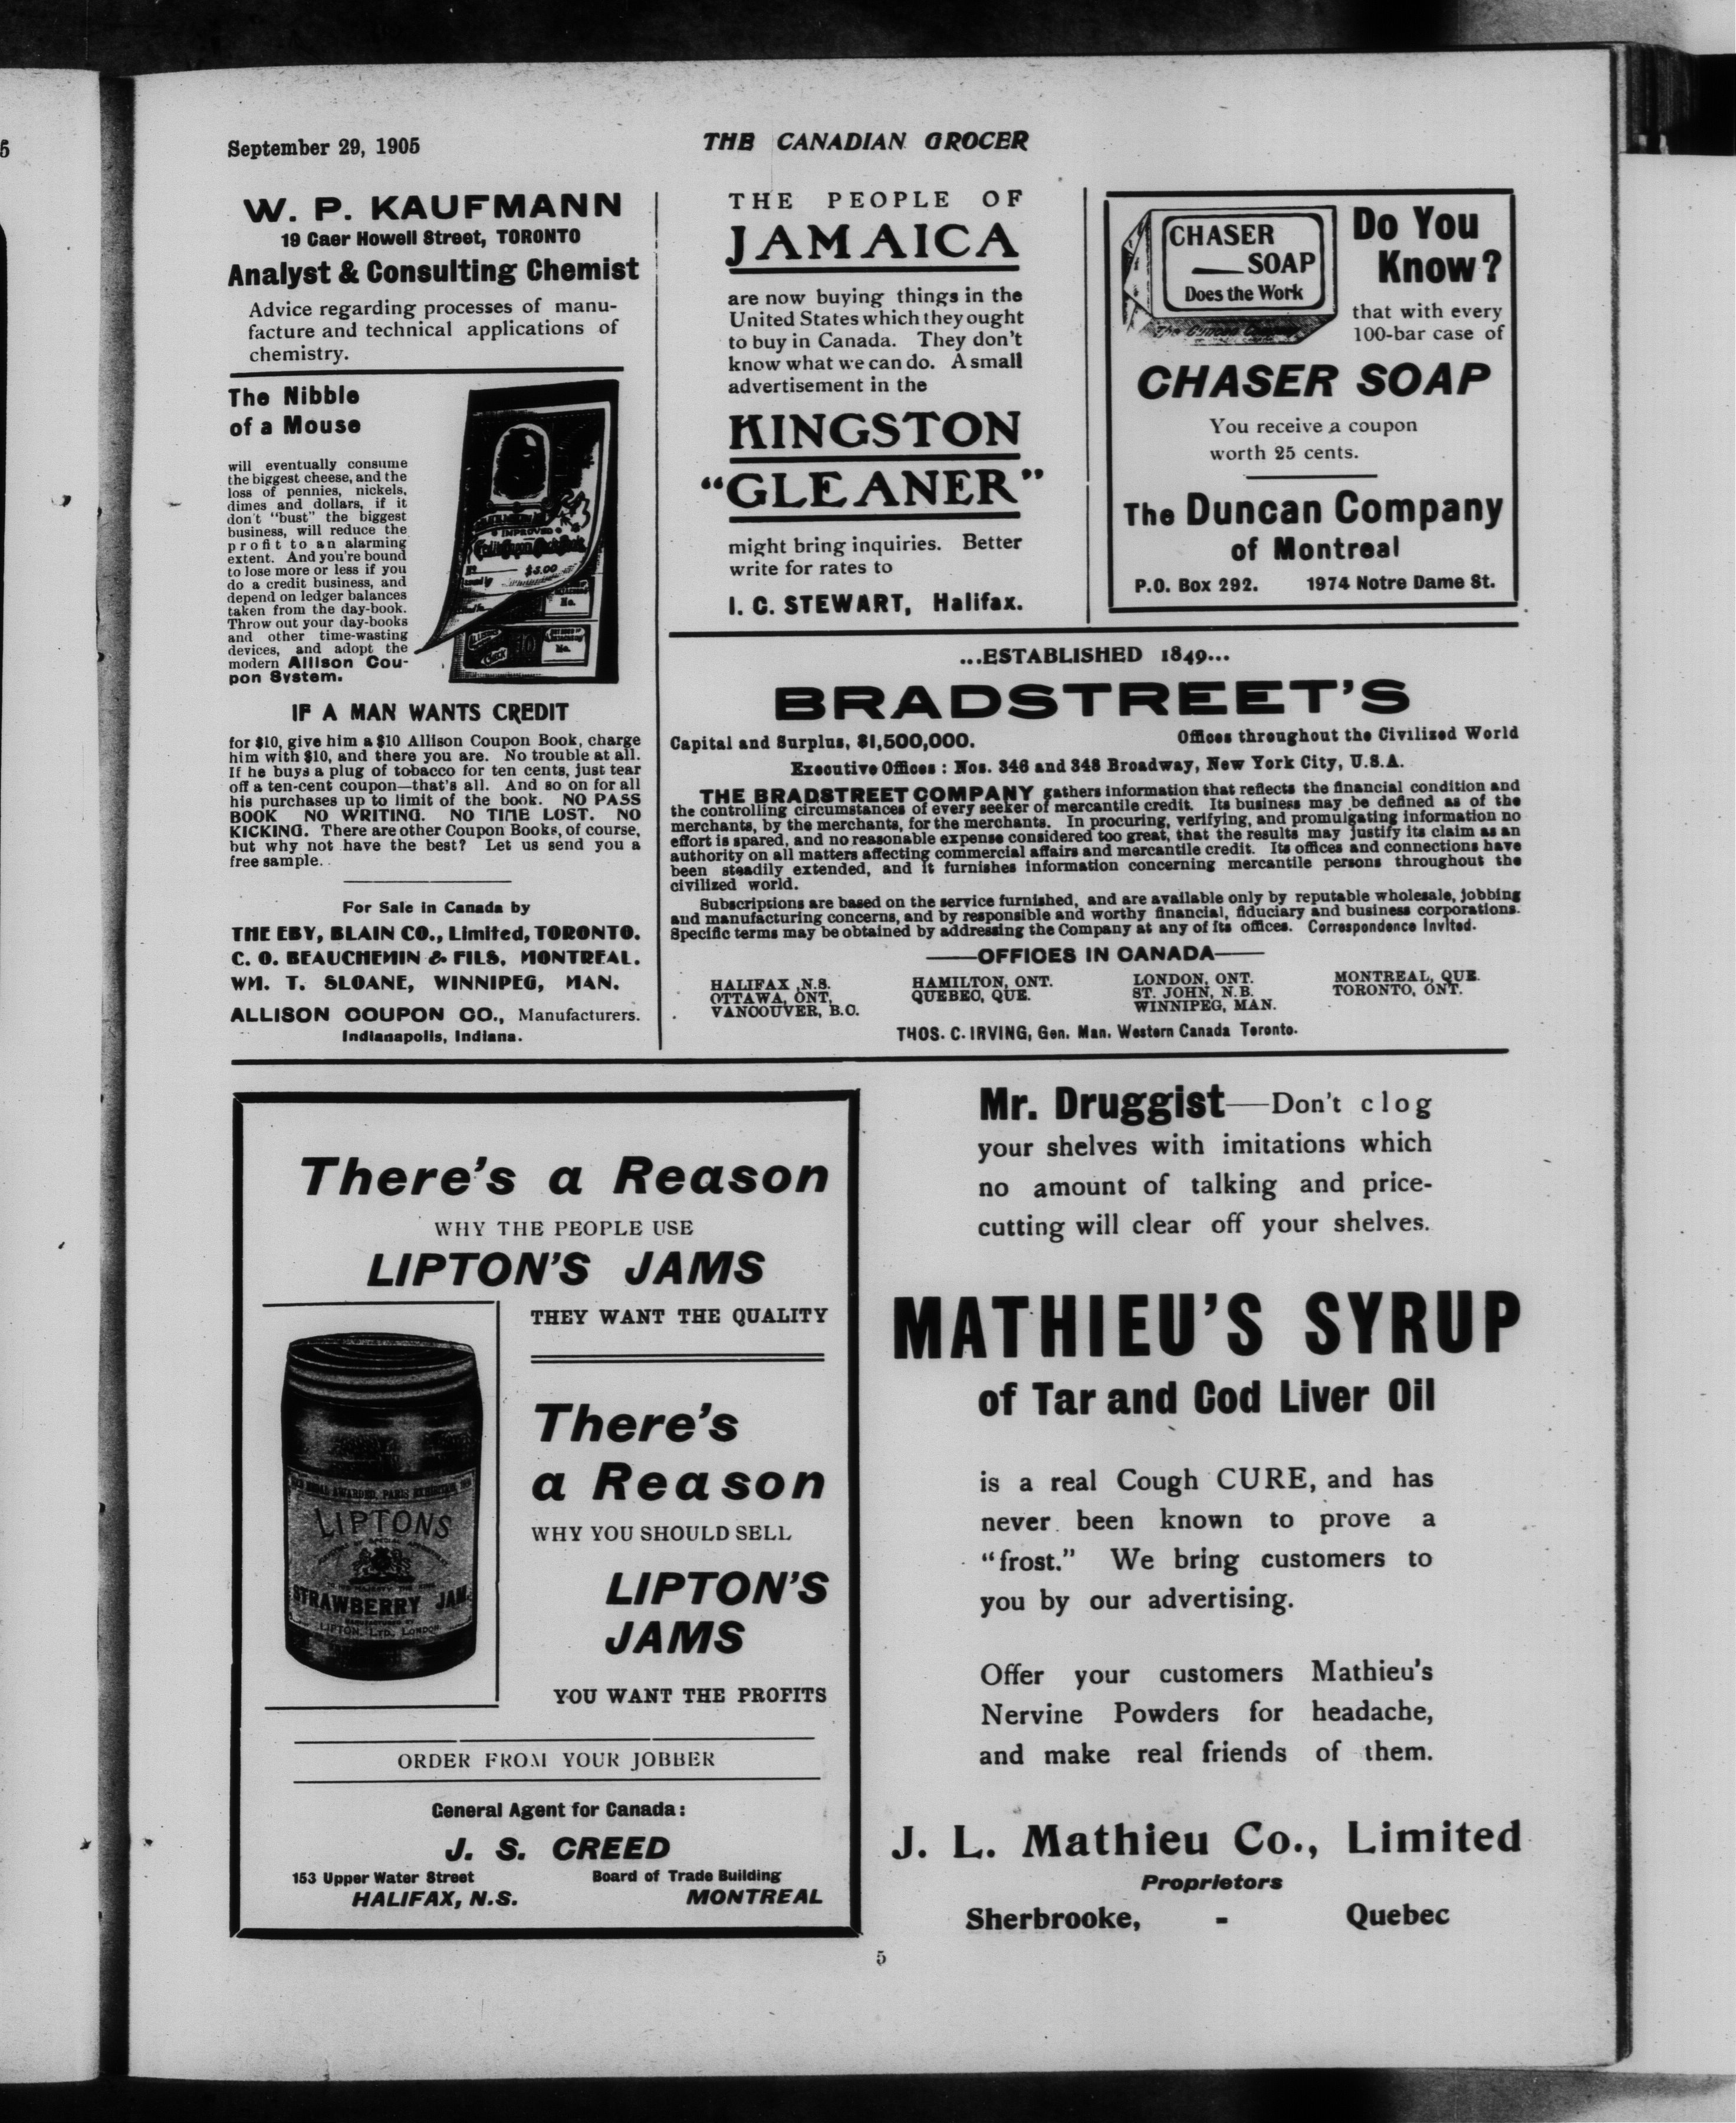 September 29, 1905
THE CANADIAN GROCER
W. P. KAUFMANN
19 Caer Howell Street, TORONTO
Analyst & Consulting Chemist
Advice regarding processes of manu-
facture and technical applications of
chemistry.
The Nibble
of a Mouse
will eventually consume
the biggest cheese, and the
loss of pennies, nickels,
dimes and dollars, if it
don't "bust" the biggest
business, will reduce the
profit to an alarming
extent. And you're bound
to lose more or less if you
do a credit business, and
depend on ledger balances
taken from the day-book.
Throw out your day-books
and other time-wasting
devices, and adopt the
modern Allison Cou-
pon System.
IMPROVED
$5.00
IF A MAN WANTS CREDIT
for $10, give him a $10 Allison Coupon Book, charge
him with $10, and there you are. No trouble at all.
If he buys a plug of tobacco for ten cents, just tear
off a ten-cent coupon—that's all. And so on for all
his purchases up to limit of the book. NO PASS
BOOK NO WRITING. NO TIME LOST. NO
KICKING. There are other Coupon Books, of course,
but why not have the best? Let us send you a
free sample.
For Sale in Canada by
THE EBY, BLAIN CO., Limited, TORONTO.
C. O. BEAUCHEMIN & FILS, MONTREAL.
WM. T. SLOANE, WINNIPEG, MAN.
ALLISON COUPON CO., Manufacturers.
Indianapolis, Indiana.
THE PEOPLE OF
JAMAICA
are now buying things in the
United States which they ought
to buy in Canada. They don't
know what we can do. A small
advertisement in the
KINGSTON
"GLEANER"
might bring inquiries. Better
write for rates to
I. C. STEWART, Halifax.
CHASER
SOAP
Does the Work
Do You
Know?
that with every
100-bar case of
CHASER SOAP
You receive a coupon
worth 25 cents.
The Duncan Company
of Montreal
P.O. Box 292. 1974 Notre Dame St.
...ESTABLISHED 1849...
BRADSTREET'S
Capital and Surplus, $1,500,000. Offices throughout the Civilized World
Executive Offices : Nos. 346 and 348 Broadway, New York City, U.S.A.
THE BRADSTREET COMPANY gathers information that reflects the financial condition and
the controlling circumstances of every seeker of mercantile credit. Its business may be defined as of the
merchants, by the merchants, for the merchants. In procuring, verifying, and promulgating information no
effort is spared, and no reasonable expense considered too great, that the results may justify its claim as an
authority on all matters affecting commercial affairs and mercantile credit. Its offices and connections have
been steadily extended, and it furnishes information concerning mercantile persons throughout the
civilized world.
Subscriptions are based on the service furnished, and are available only by reputable wholesale, jobbing
and manufacturing concerns, and by responsible and worthy financial, fiduciary and business corporations.
Specific terms may be obtained by addressing the Company at any of its offices. Correspondence Invited.
OFFICES IN CANADA
HALIFAX ,N.S. HAMILTON, ONT. LONDON, ONT. MONTREAL, QUE.
OTTAWA, ONT, QUEBEC, QUE. ST. JOHN, N.B. TORONTO, ONT.
VANCOUVER, B.C. WINNIPEG, MAN.
THOS. C. IRVING, Gen. Man. Western Canada Toronto.
There's a Reason
WHY THE PEOPLE USE
LIPTON'S JAMS
THEY WANT THE QUALITY
There's
a Reason
WHY YOU SHOULD SELL
LIPTON'S
JAMS
YOU WANT THE PROFITS
LIPTONS
STRAWBERRY JAM
LIPTON, LTD., LONDON
ORDER FROM YOUR JOBBER
General Agent for Canada:
J. S. CREED
153 Upper Water Street Board of Trade Building
HALIFAX, N.S. MONTREAL
Mr. Druggist—Don't clog
your shelves with imitations which
no amount of talking and price-
cutting will clear off your shelves.
MATHIEU'S SYRUP
of Tar and Cod Liver Oil
is a real Cough CURE, and has
never been known to prove a
"frost." We bring customers to
you by our advertising.
Offer your customers Mathieu's
Nervine Powders for headache,
and make real friends of them.
J. L. Mathieu Co., Limited
Proprietors
Sherbrooke, - Quebec
5